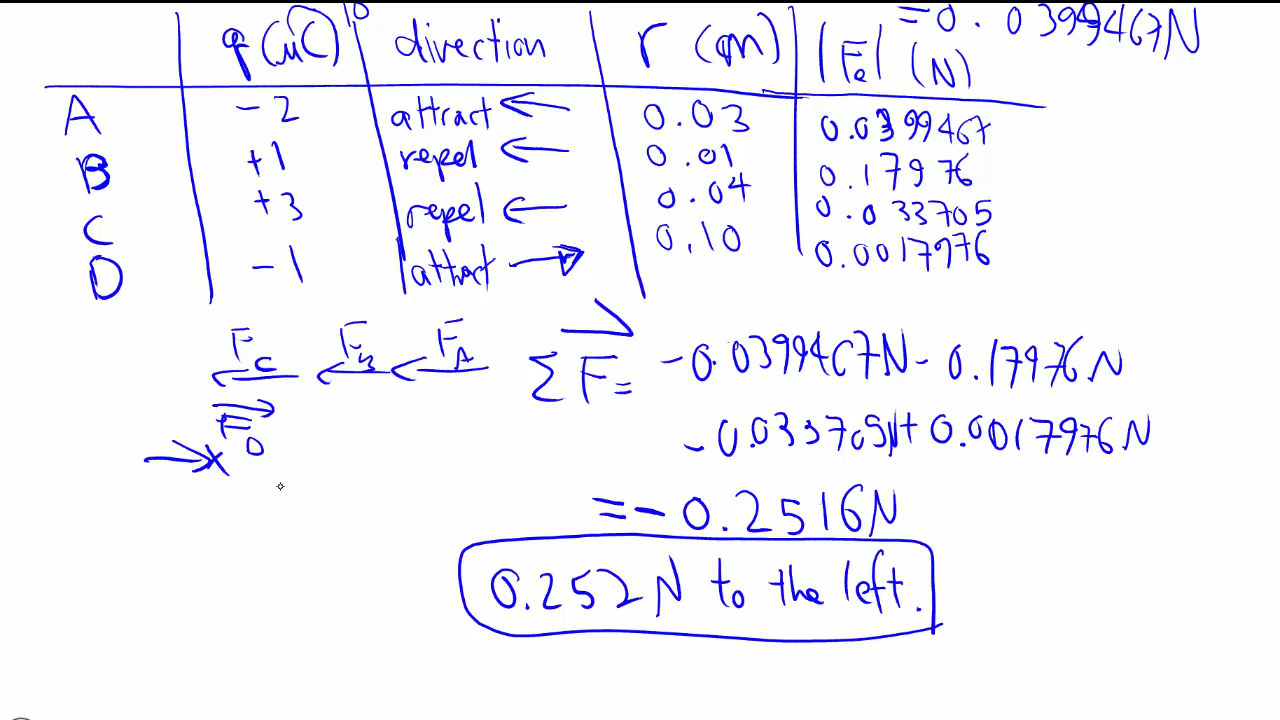 = 0.0399467N
q (uC) 10 direction r (m) |Fe| (N)
A -2 attract ← 0.03 0.0399467
B +1 repel ← 0.01 0.17976
C +3 repel ← 0.04 0.033705
D -1 attract → 0.10 0.0017976
FC FB FA ΣF = -0.0399467N - 0.17976N
FD -0.033705N + 0.0017976N
→x
= -0.2516N
0.252N to the left.